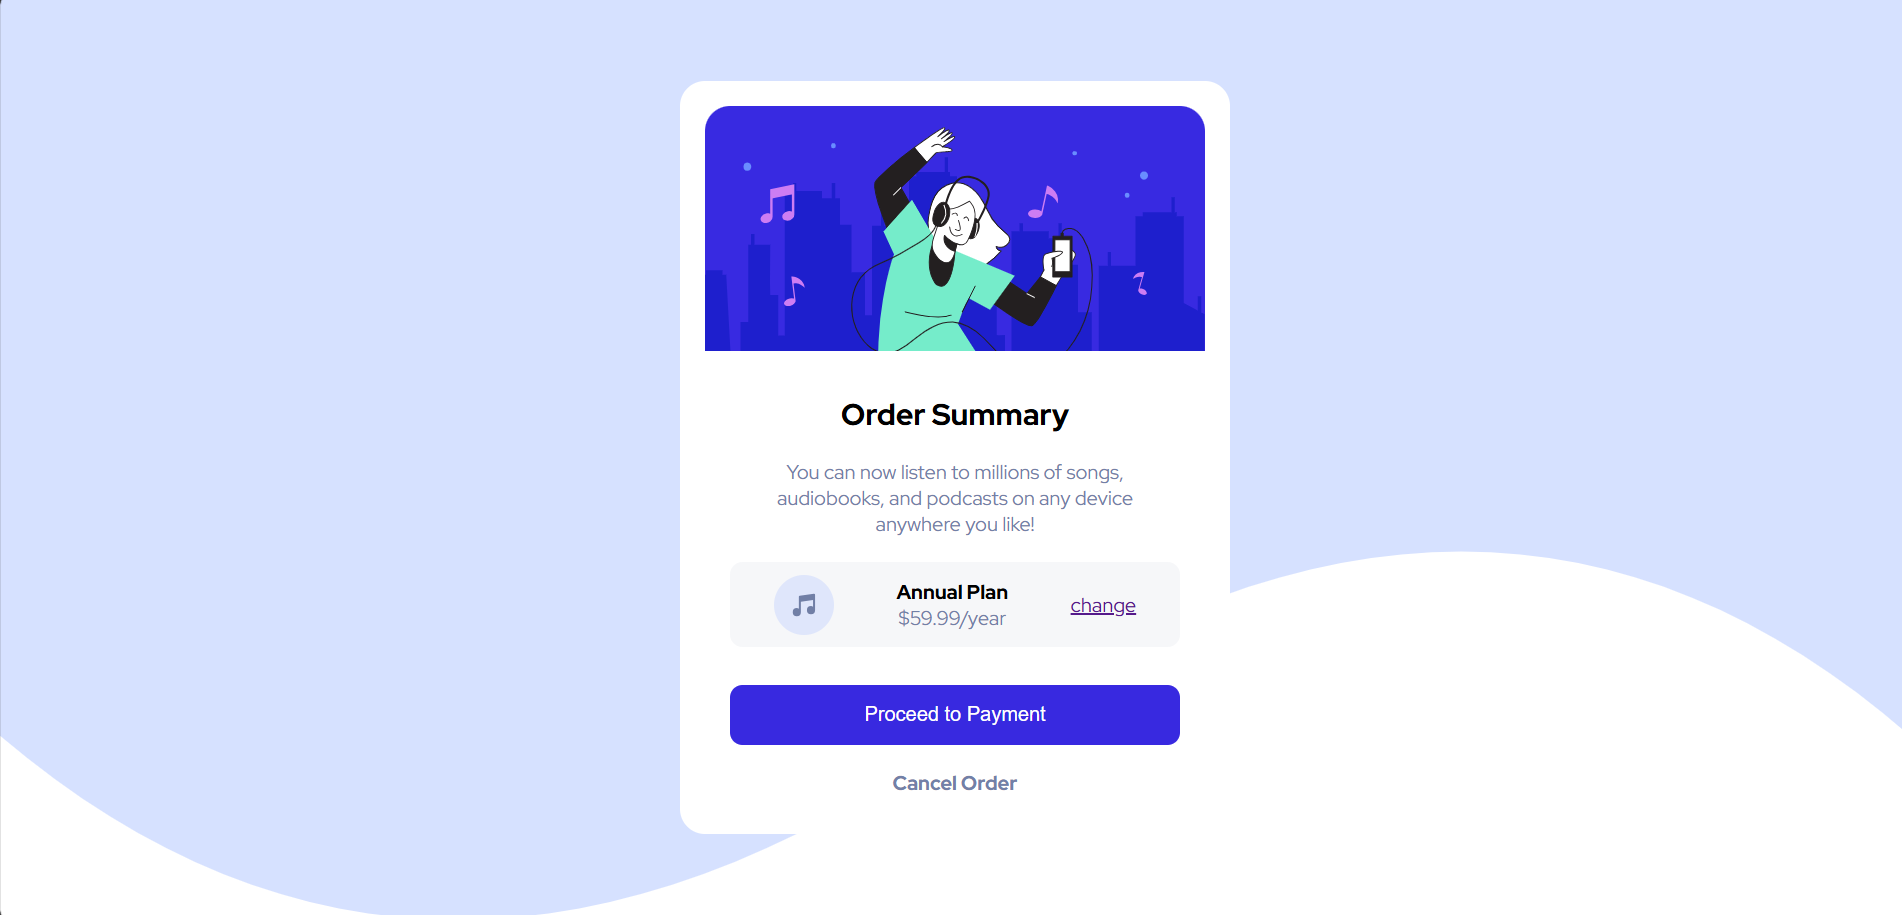 Order Summary
You can now listen to millions of songs,
audiobooks, and podcasts on any device
anywhere you like!
Annual Plan
$59.99/year
change
Proceed to Payment
Cancel Order